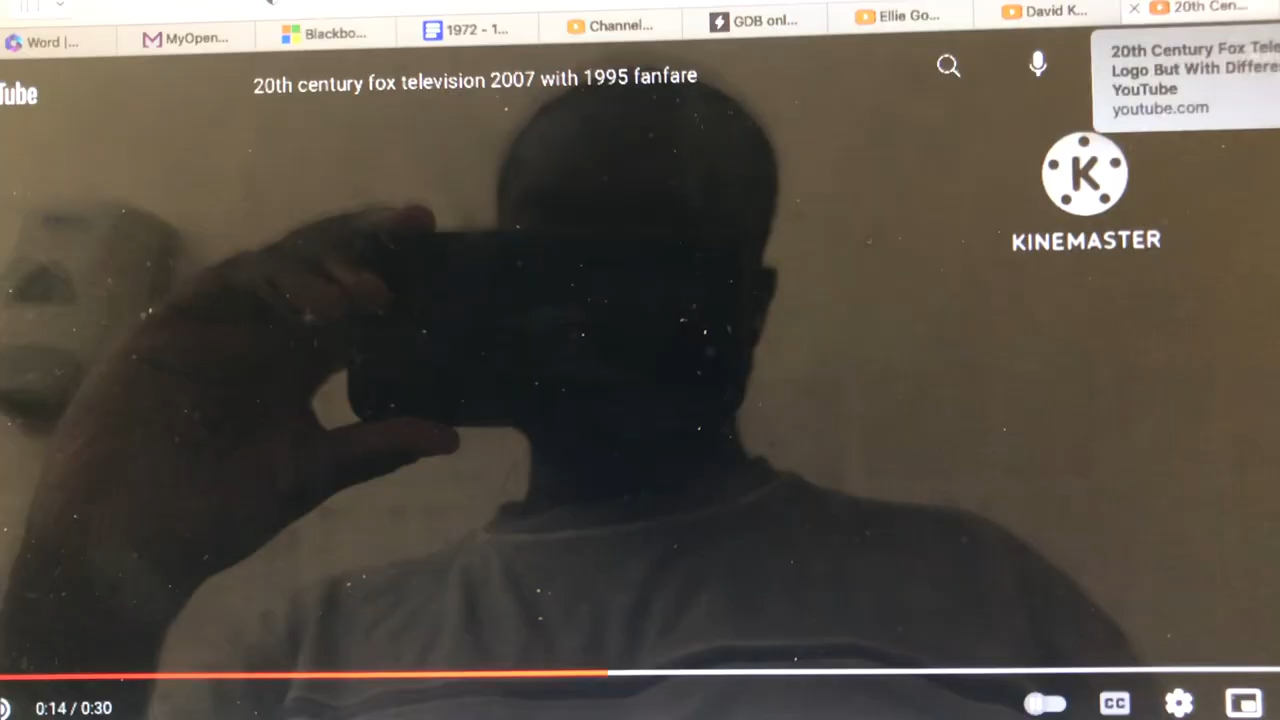 Word |...
MyOpen...
Blackbo...
1972 - 1...
Channel...
GDB onl...
Ellie Go...
David K...
20th Cen...
Tube
20th century fox television 2007 with 1995 fanfare
20th Century Fox Tele
Logo But With Differe
YouTube
youtube.com
K
KINEMASTER
0:14 / 0:30
CC